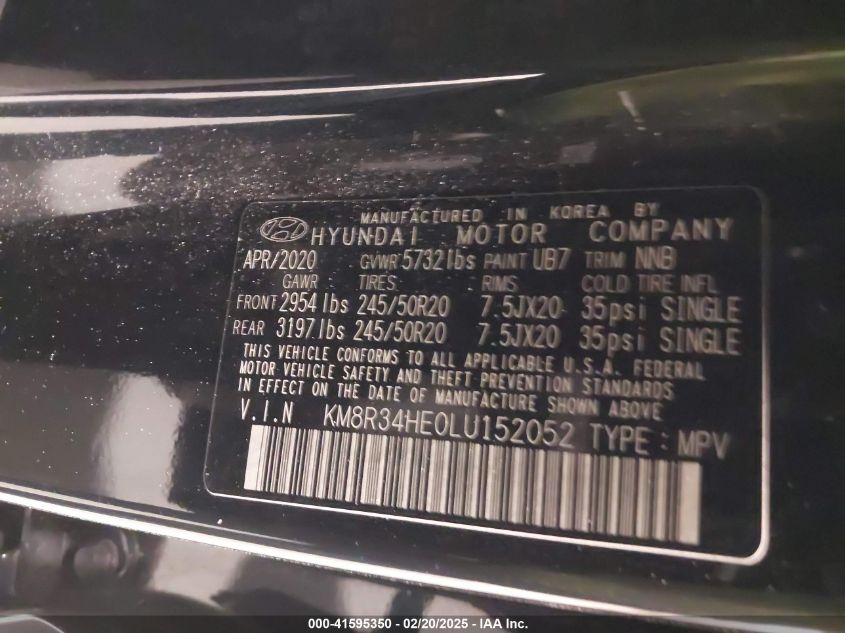 MANUFACTURED IN KOREA BY
HYUNDAI MOTOR COMPANY
APR/2020 GVWR 5732 lbs PAINT UB7 TRIM NNB
GAWR TIRES RIMS COLD TIRE INFL
FRONT 2954 lbs 245/50R20 7.5JX20 35psi SINGLE
REAR 3197 lbs 245/50R20 7.5JX20 35psi SINGLE
THIS VEHICLE CONFORMS TO ALL APPLICABLE U.S.A. FEDERAL
MOTOR VEHICLE SAFETY AND THEFT PREVENTION STANDARDS
IN EFFECT ON THE DATE OF MANUFACTURE SHOWN ABOVE
V.I.N KM8R34HE0LU152052 TYPE : MPV
000-41595350 - 02/20/2025 - IAA Inc.